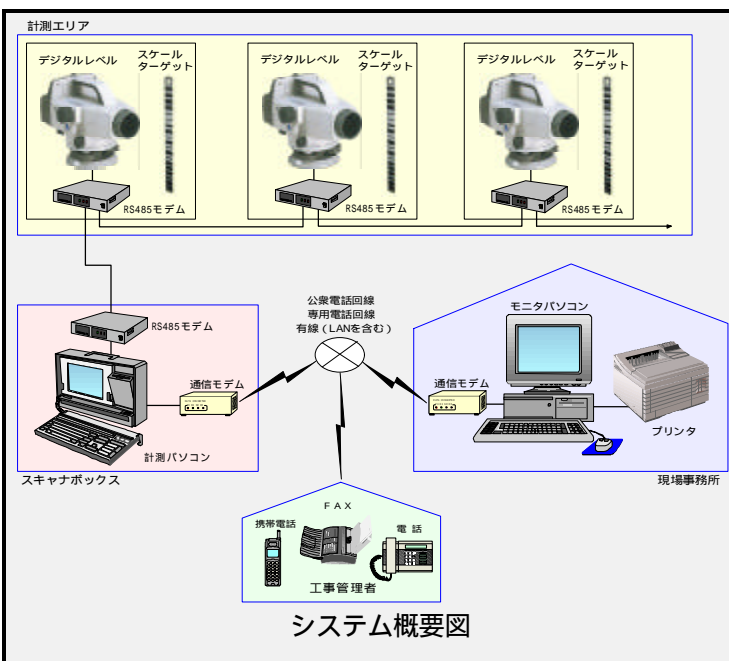 計測エリア
デジタルレベル
スケール
ターゲット
デジタルレベル
スケール
ターゲット
デジタルレベル
スケール
ターゲット
RS485モデム
RS485モデム
RS485モデム
RS485モデム
通信モデム
計測パソコン
スキャナボックス
公衆電話回線
専用電話回線
有線(LANを含む)
モニタパソコン
通信モデム
プリンタ
現場事務所
FAX
携帯電話
電話
工事管理者
システム概要図